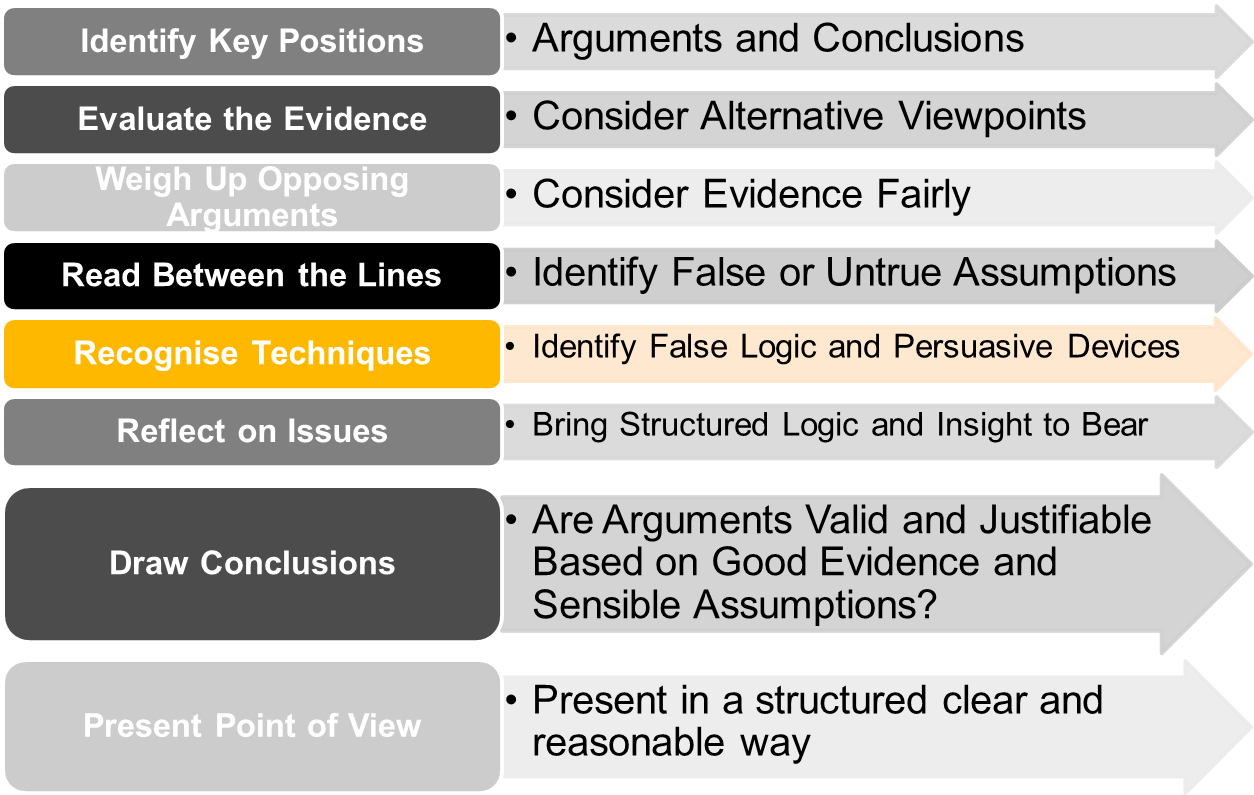 Identify Key Positions
• Arguments and Conclusions
Evaluate the Evidence
• Consider Alternative Viewpoints
Weigh Up Opposing
Arguments
• Consider Evidence Fairly
Read Between the Lines
• Identify False or Untrue Assumptions
Recognise Techniques
• Identify False Logic and Persuasive Devices
Reflect on Issues
• Bring Structured Logic and Insight to Bear
Draw Conclusions
• Are Arguments Valid and Justifiable
Based on Good Evidence and
Sensible Assumptions?
Present Point of View
• Present in a structured clear and
reasonable way